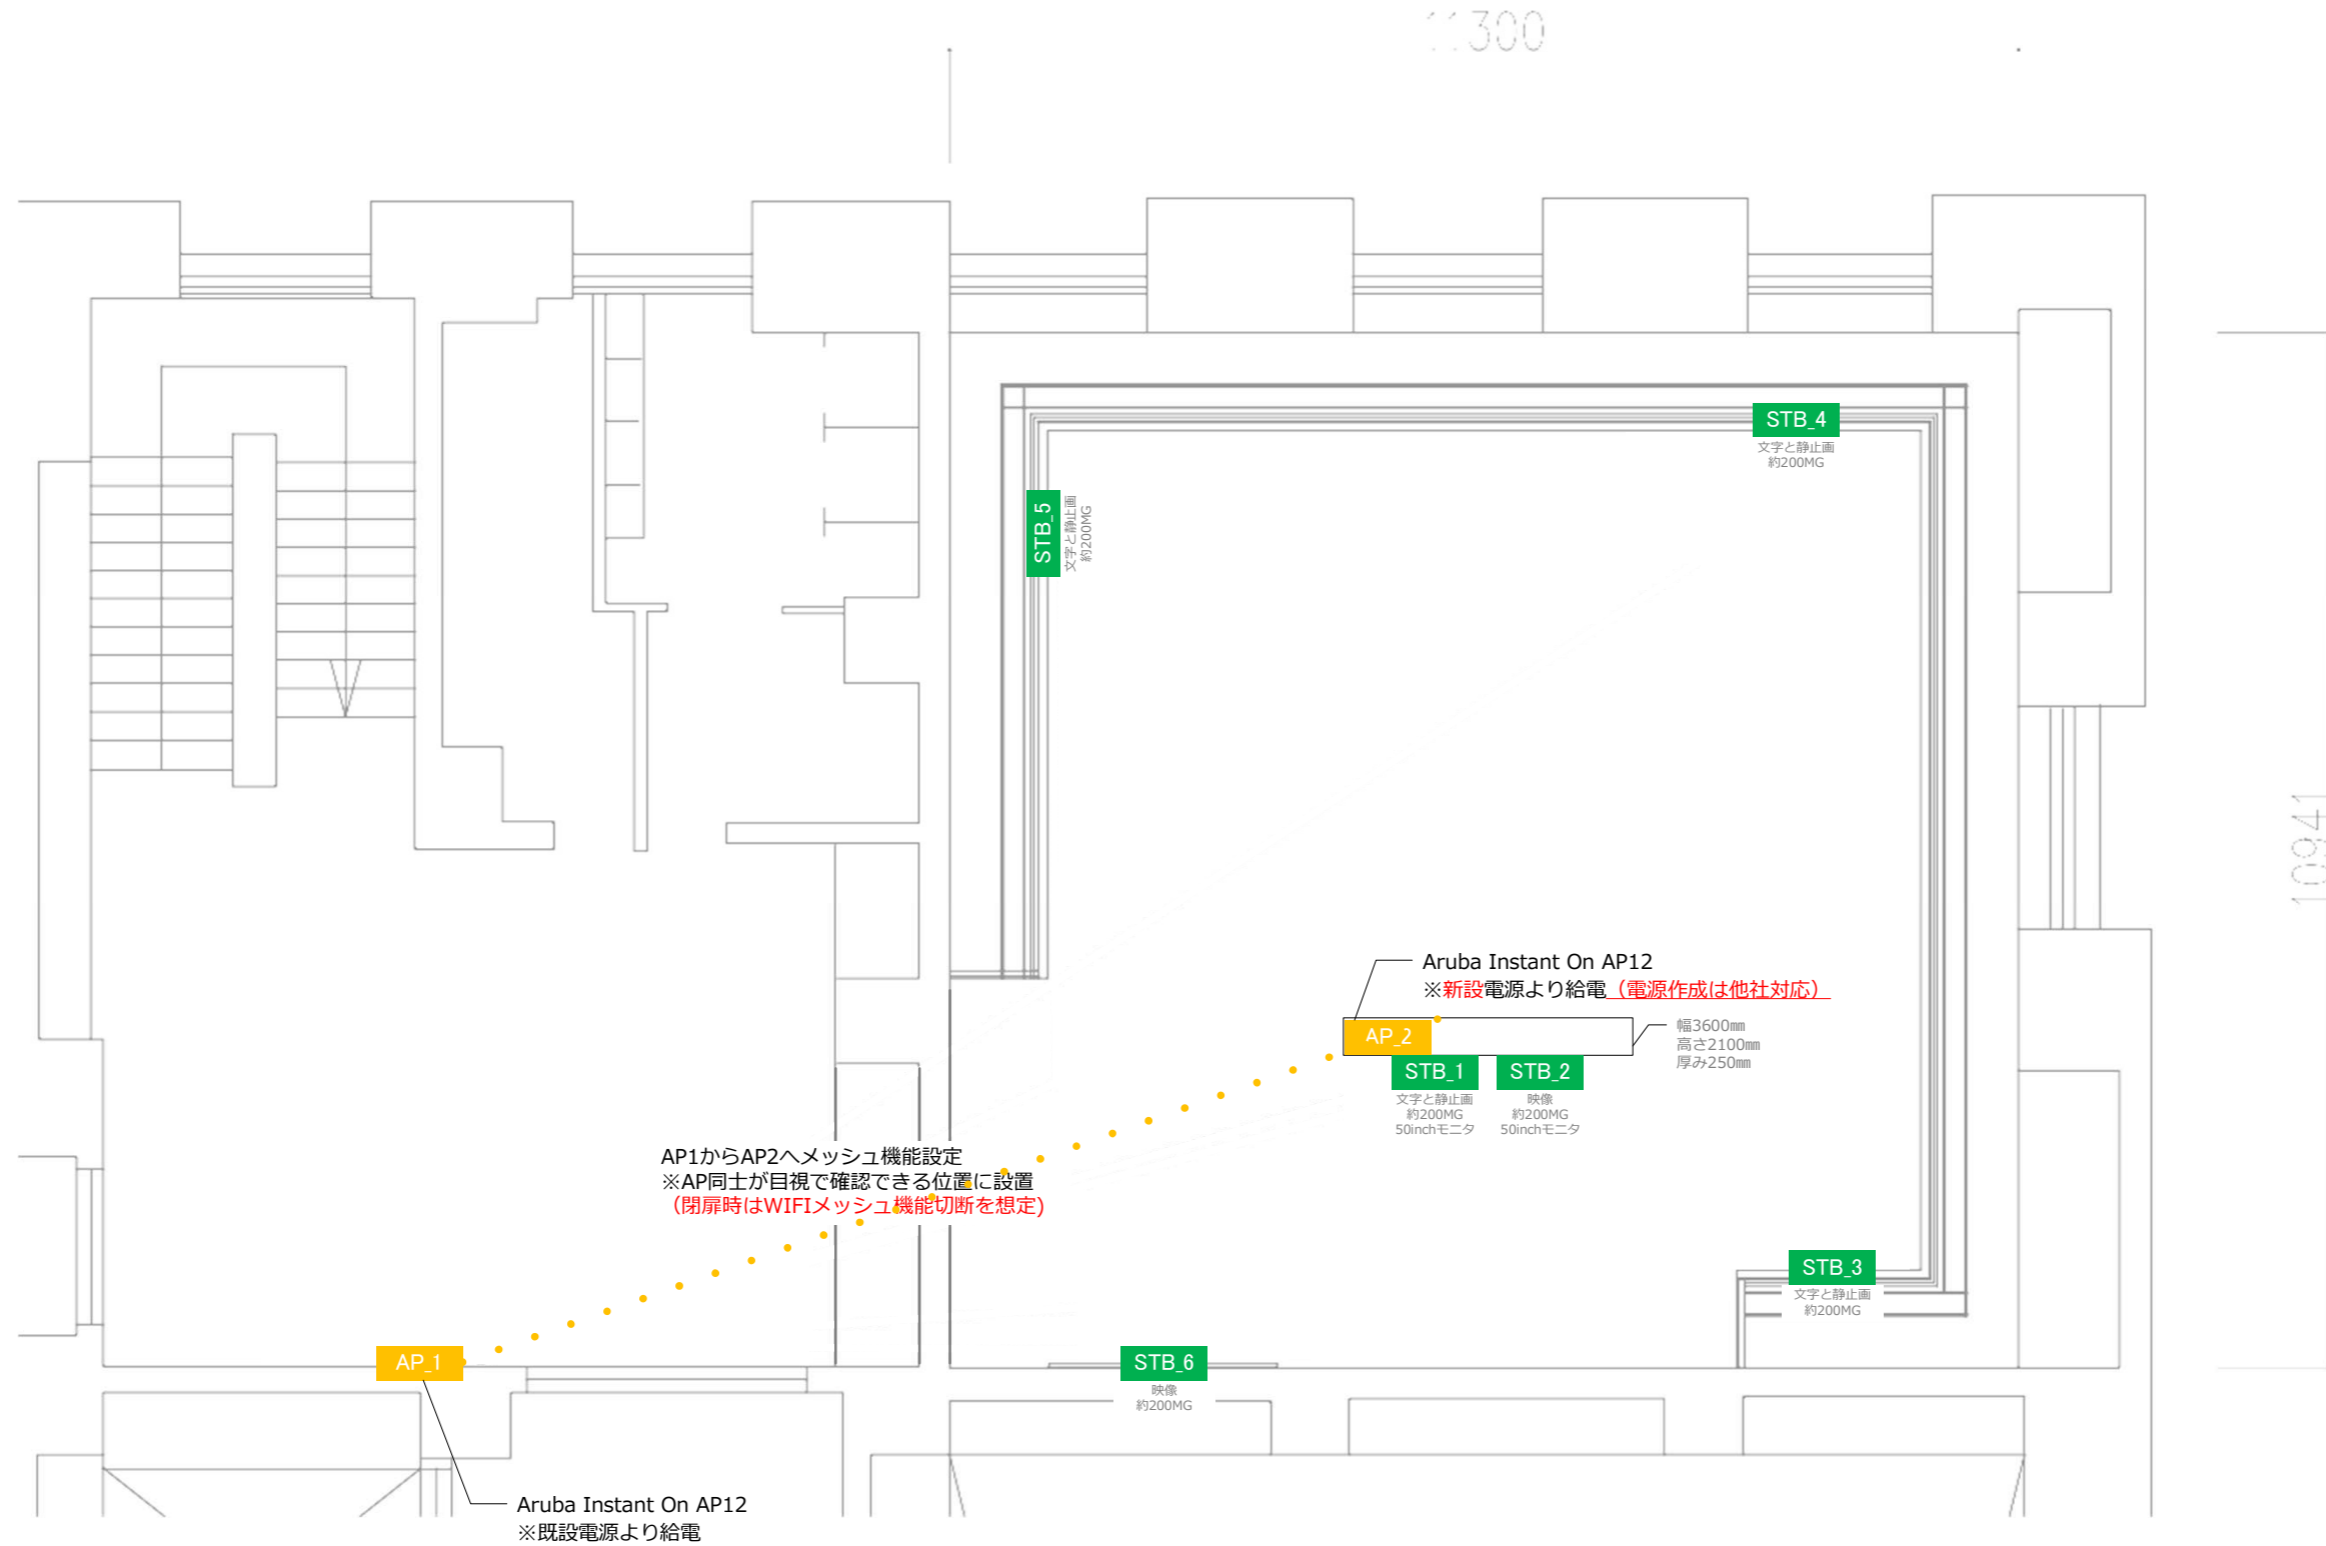 11300
STB_4
文字と静止画
約200MG
STB_5
文字と静止画
約200MG
10941
Aruba Instant On AP12
※新設電源より給電（電源作成は他社対応）
AP_2
幅3600㎜
高さ2100㎜
厚み250㎜
STB_1
文字と静止画
約200MG
50inchモニタ
STB_2
映像
約200MG
50inchモニタ
AP1からAP2へメッシュ機能設定
※AP同士が目視で確認できる位置に設置
（閉扉時はWIFIメッシュ機能切断を想定)
STB_3
文字と静止画
約200MG
AP_1
STB_6
映像
約200MG
Aruba Instant On AP12
※既設電源より給電